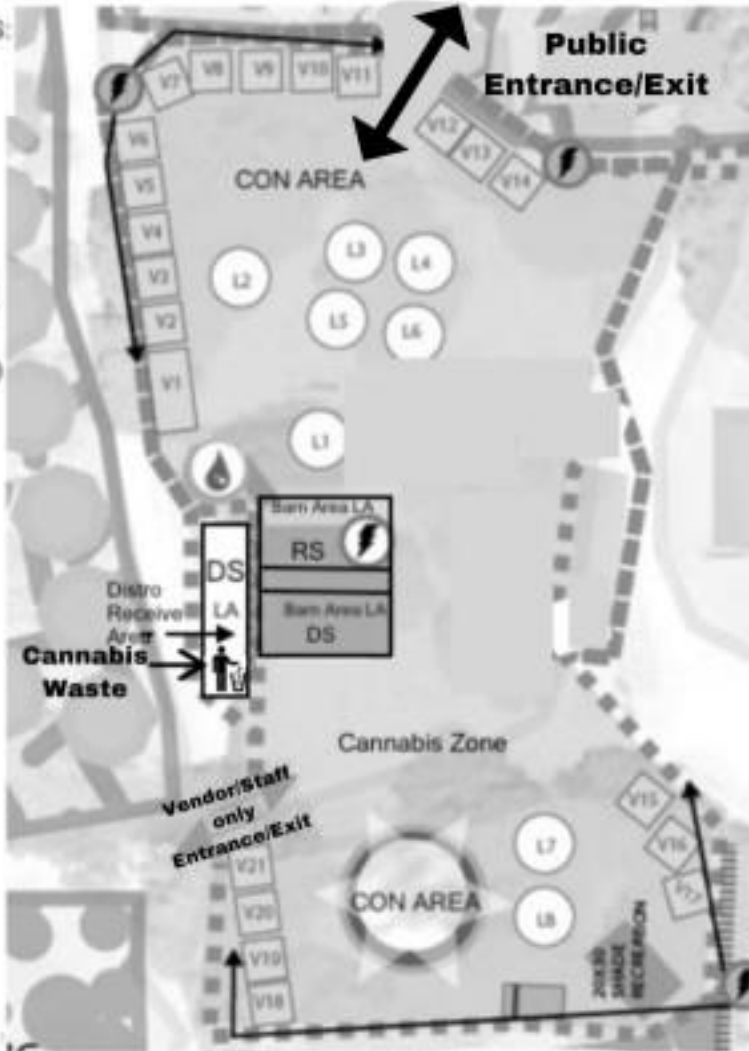 Public
Entrance/Exit
V7
V8
V9
V10
V11
V12
V13
V14
V6
V5
V4
V3
V2
V1
CON AREA
L2
L3
L4
L5
L6
L1
Barn Area LA
RS
DS
LA
Barn Area LA
DS
Distro
Receive
Area
Cannabis
Waste
Cannabis Zone
Vendor/Staff
only
Entrance/Exit
V15
V16
V17
L7
L8
CON AREA
V21
V20
V19
V18
20X30
SHADE
RECREATION